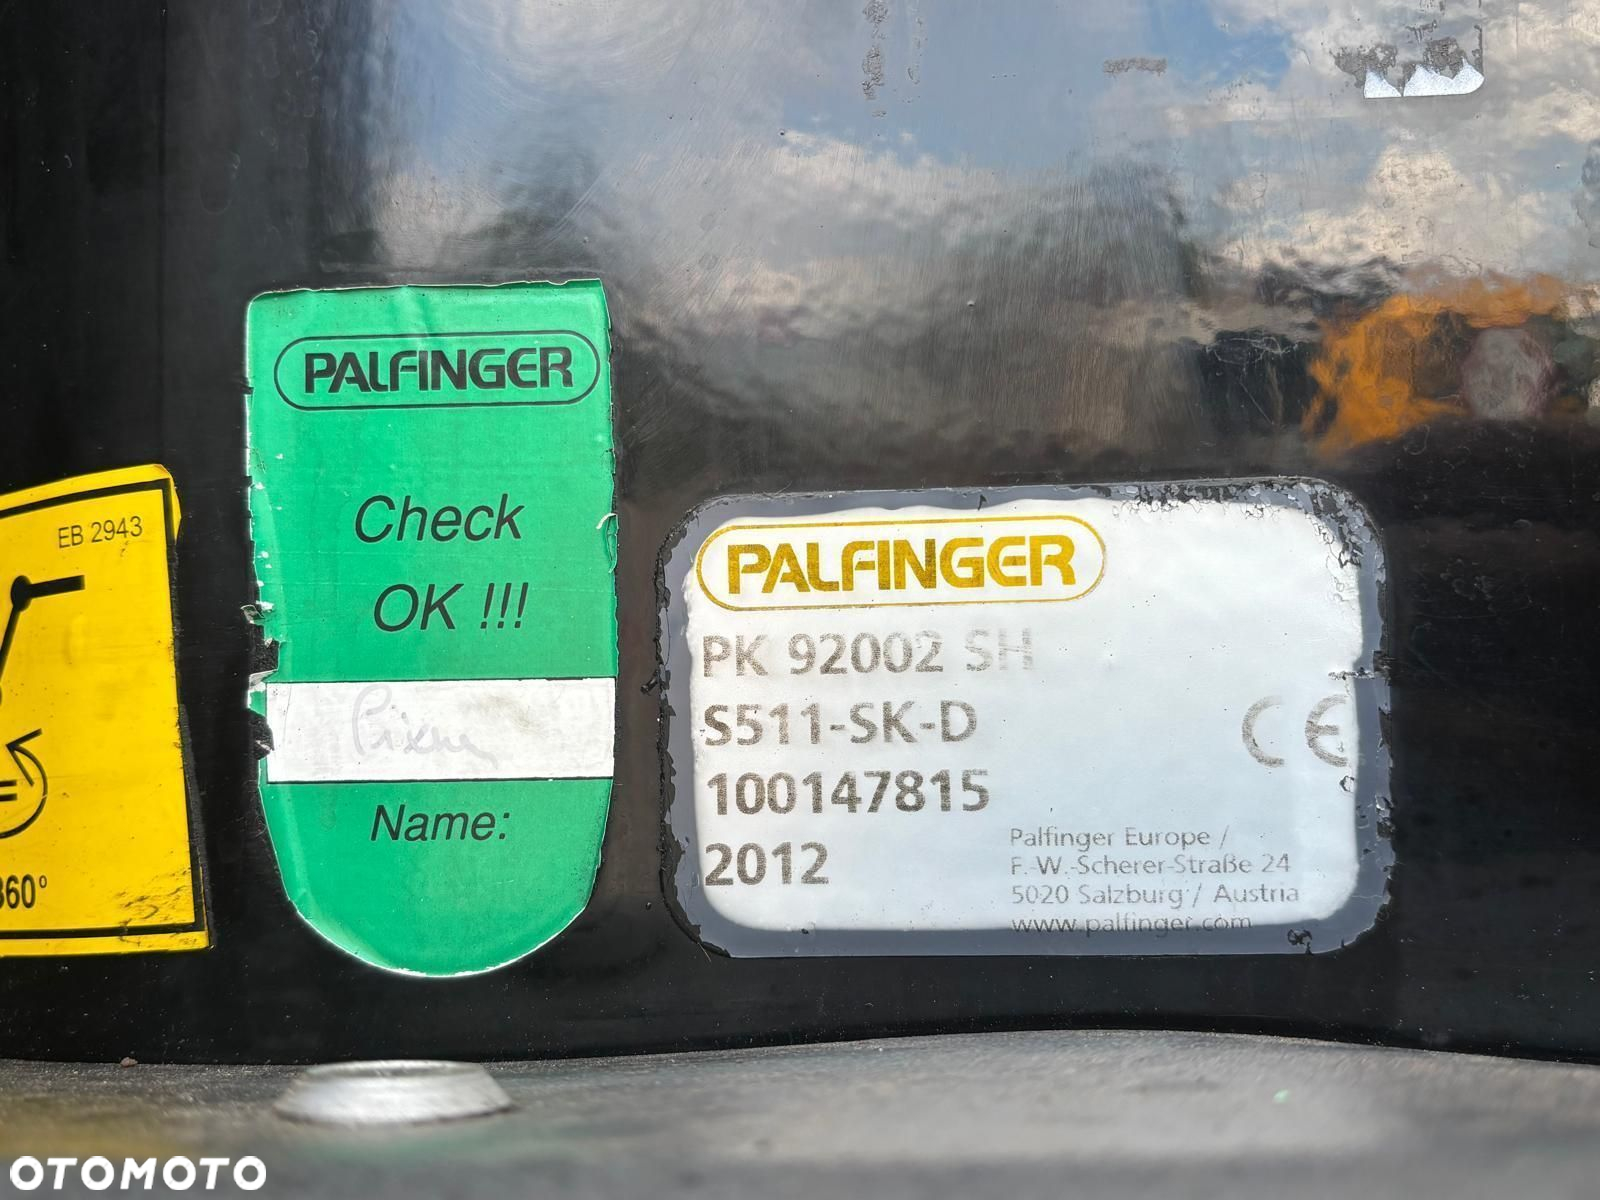 EB 2943
360°
PALFINGER
Check
OK !!!
Name:
PALFINGER
PK 92002 SH
S511-SK-D
100147815
2012
CE
Palfinger Europe /
F.-W.-Scherer-Straße 24
5020 Salzburg / Austria
www.palfinger.com
OTOMOTO